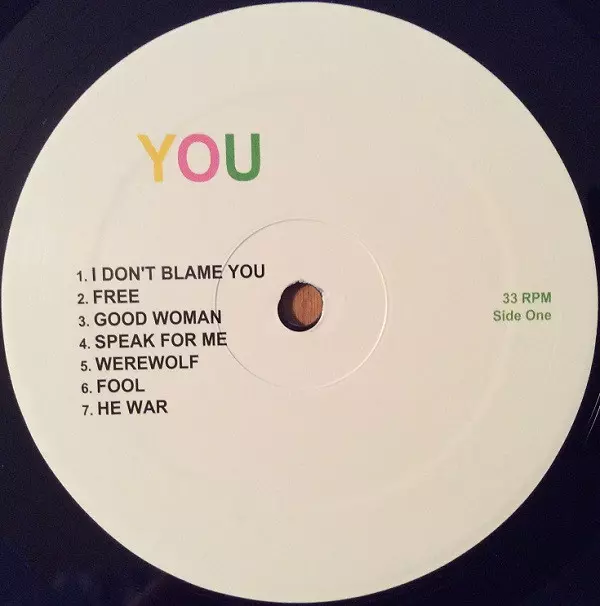 YOU
1. I DON'T BLAME YOU
2. FREE
3. GOOD WOMAN
4. SPEAK FOR ME
5. WEREWOLF
6. FOOL
7. HE WAR
33 RPM
Side One